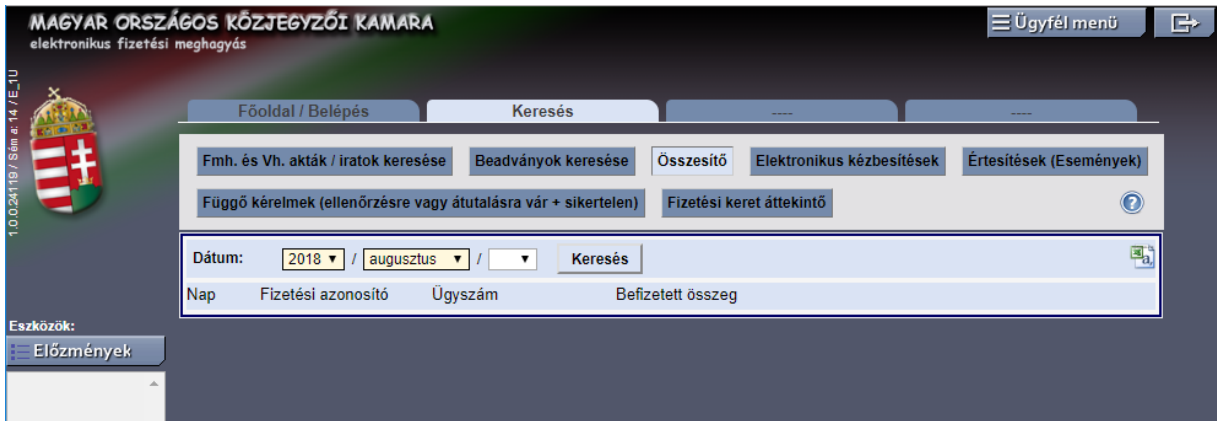 MAGYAR ORSZÁGOS KÖZJEGYZŐI KAMARA
elektronikus fizetési meghagyás
Ügyfél menü
1.0.0.24119 / Sém a: 14 / E_1U
Főoldal / Belépés Keresés ---- ----
Fmh. és Vh. akták / iratok keresése Beadványok keresése Összesítő Elektronikus kézbesítések Értesítések (Események)
Függő kérelmek (ellenőrzésre vagy átutalásra vár + sikertelen) Fizetési keret áttekintő ?
Dátum: 2018 / augusztus / Keresés
Nap Fizetési azonosító Ügyszám Befizetett összeg
Eszközök:
Előzmények